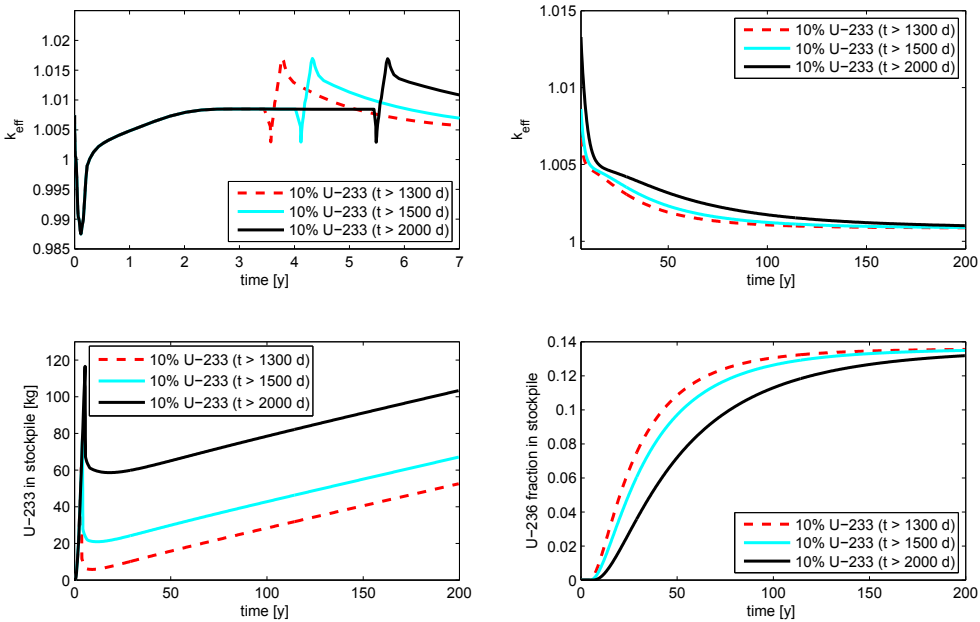 1.02
1.02
1.015
1.01
1.005
1
0.995
0.99
0.985
k_eff
10% U−233 (t > 1300 d)
10% U−233 (t > 1500 d)
10% U−233 (t > 2000 d)
0 1 2 3 4 5 6 7
time [y]
1.015
1.01
1.005
1
k_eff
10% U−233 (t > 1300 d)
10% U−233 (t > 1500 d)
10% U−233 (t > 2000 d)
50 100 150 200
time [y]
120
100
80
60
40
20
0
U−233 in stockpile [kg]
10% U−233 (t > 1300 d)
10% U−233 (t > 1500 d)
10% U−233 (t > 2000 d)
0 50 100 150 200
time [y]
0.14
0.12
0.1
0.08
0.06
0.04
0.02
0
U−236 fraction in stockpile
10% U−233 (t > 1300 d)
10% U−233 (t > 1500 d)
10% U−233 (t > 2000 d)
0 50 100 150 200
time [y]